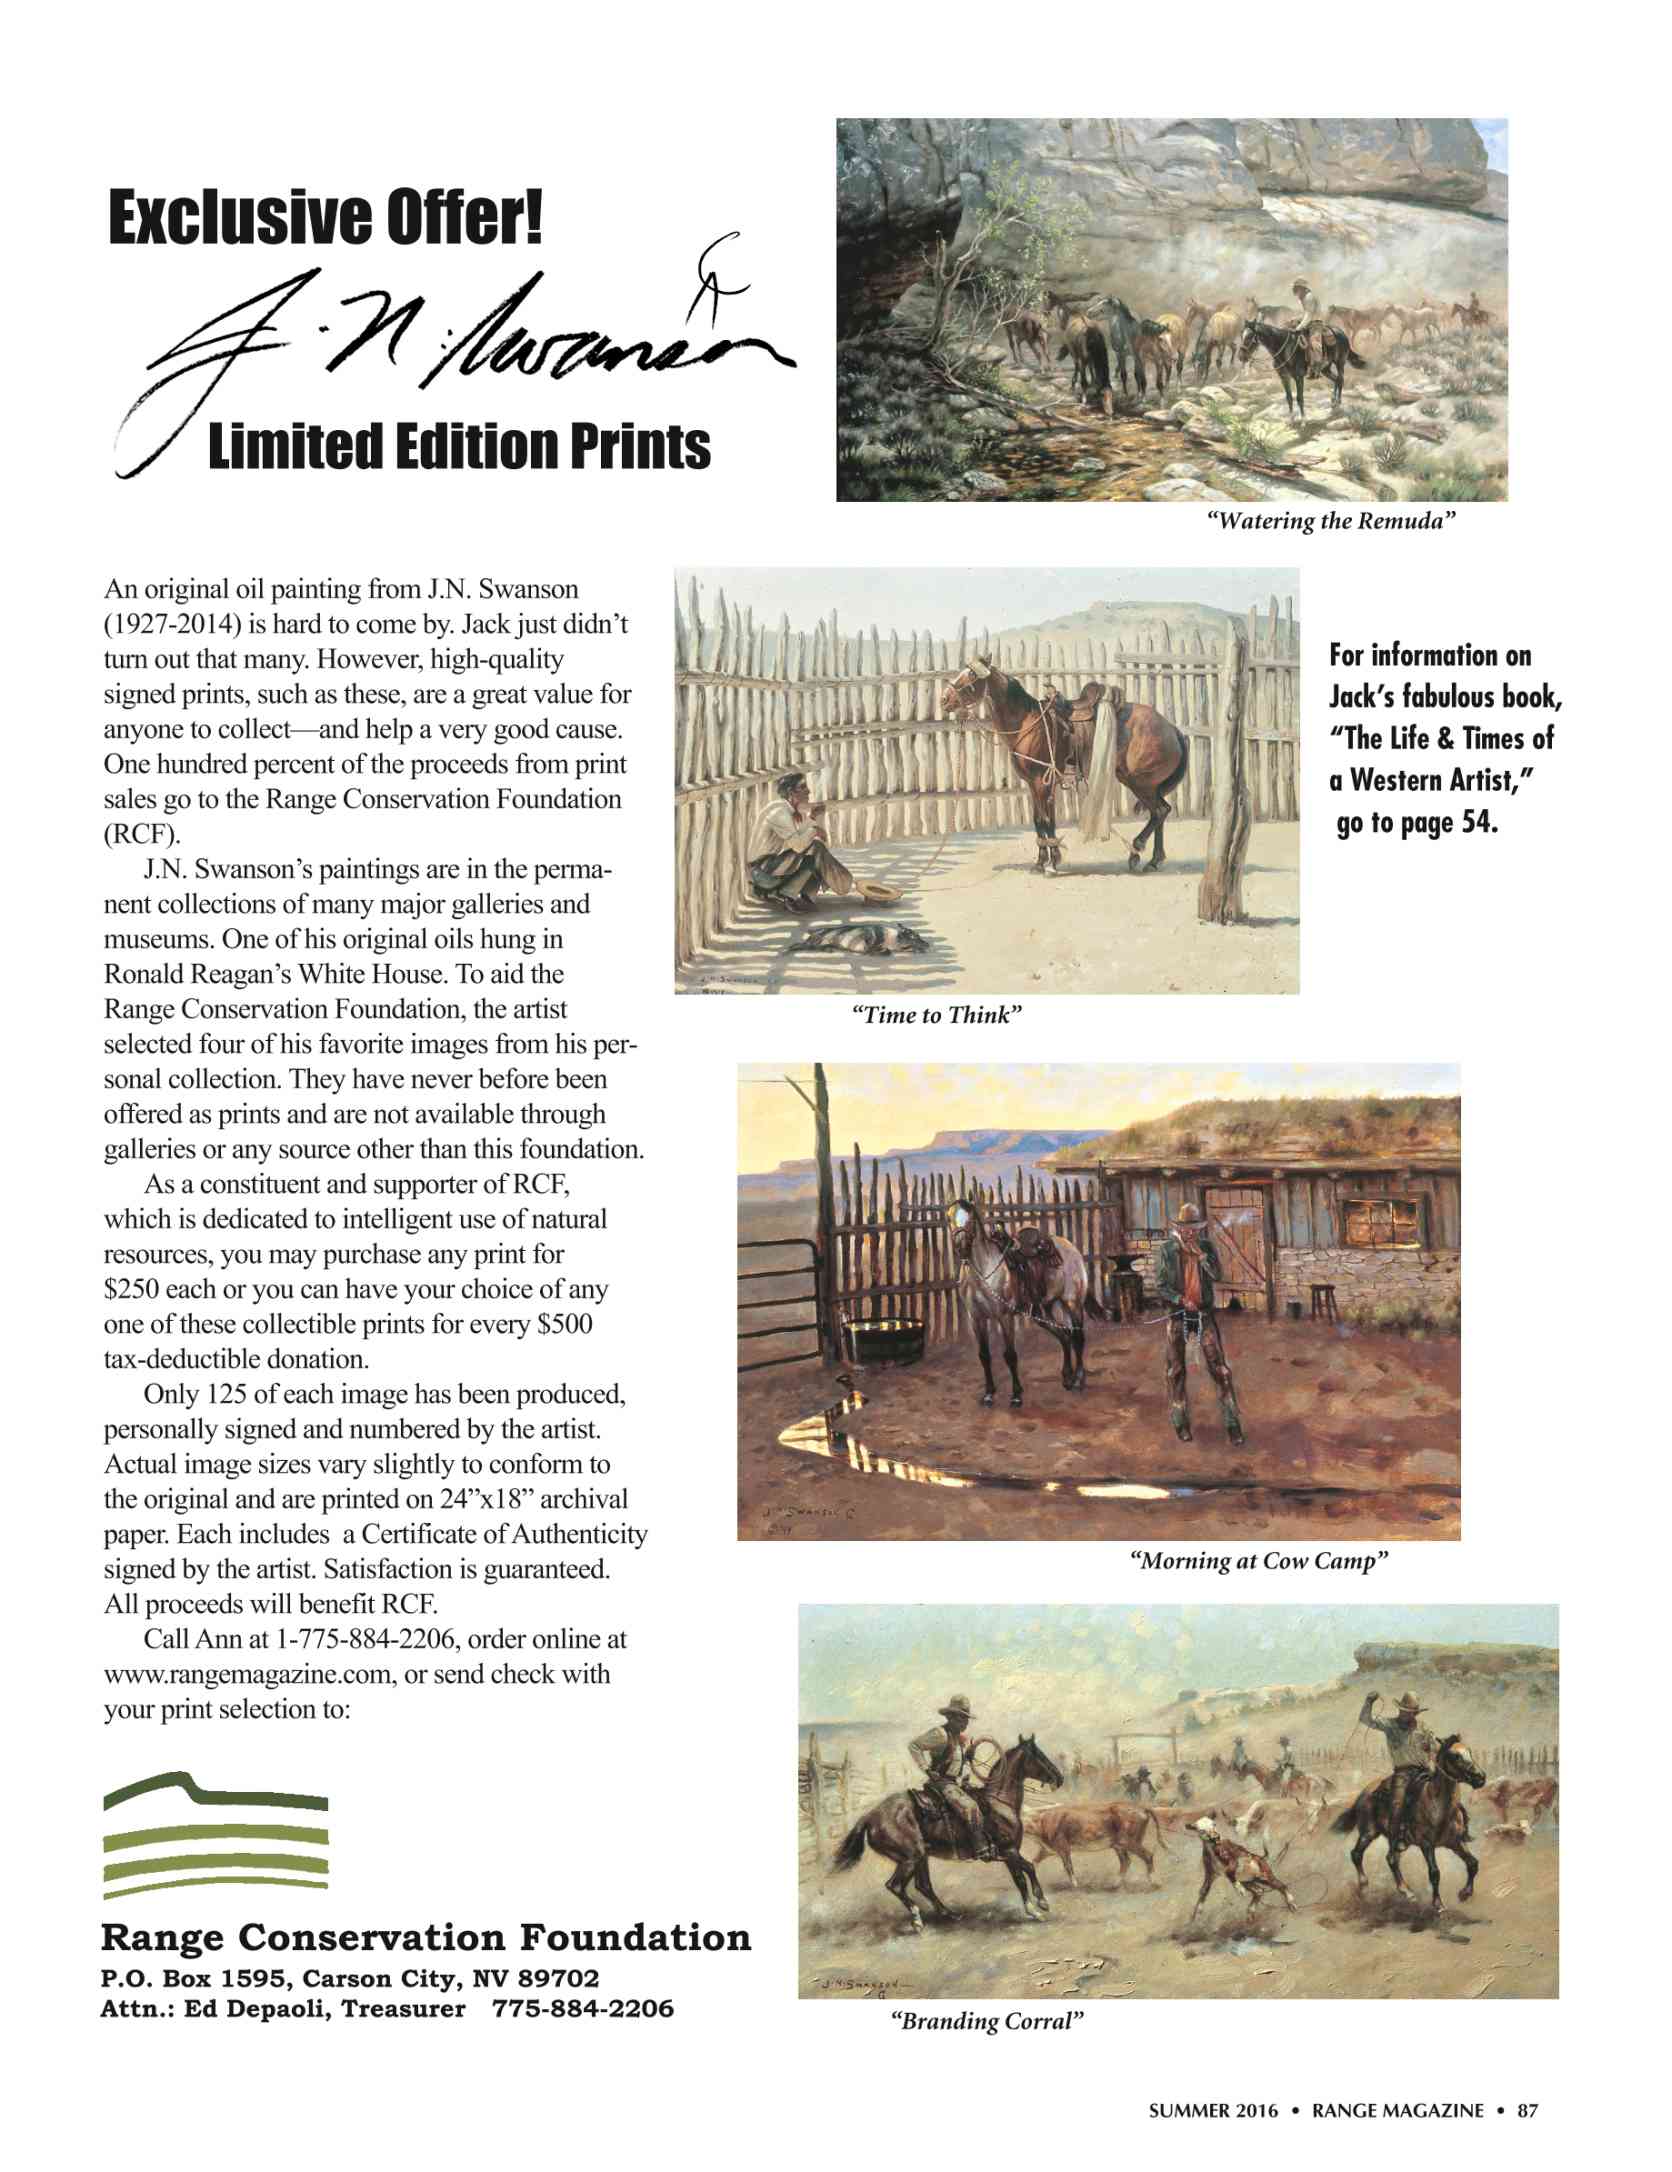 Exclusive Offer!
J.N. Swanson
CA
Limited Edition Prints
"Watering the Remuda"
An original oil painting from J.N. Swanson
(1927-2014) is hard to come by. Jack just didn't
turn out that many. However, high-quality
signed prints, such as these, are a great value for
anyone to collect—and help a very good cause.
One hundred percent of the proceeds from print
sales go to the Range Conservation Foundation
(RCF).
J.N. Swanson's paintings are in the perma-
nent collections of many major galleries and
museums. One of his original oils hung in
Ronald Reagan's White House. To aid the
Range Conservation Foundation, the artist
selected four of his favorite images from his per-
sonal collection. They have never before been
offered as prints and are not available through
galleries or any source other than this foundation.
As a constituent and supporter of RCF,
which is dedicated to intelligent use of natural
resources, you may purchase any print for
$250 each or you can have your choice of any
one of these collectible prints for every $500
tax-deductible donation.
Only 125 of each image has been produced,
personally signed and numbered by the artist.
Actual image sizes vary slightly to conform to
the original and are printed on 24"x18" archival
paper. Each includes  a Certificate of Authenticity
signed by the artist. Satisfaction is guaranteed.
All proceeds will benefit RCF.
Call Ann at 1-775-884-2206, order online at
www.rangemagazine.com, or send check with
your print selection to:
Range Conservation Foundation
P.O. Box 1595, Carson City, NV 89702
Attn.: Ed Depaoli, Treasurer 775-884-2206
J.N. Swanson
"Time to Think"
For information on
Jack's fabulous book,
"The Life & Times of
a Western Artist,"
go to page 54.
J.N. Swanson
"Morning at Cow Camp"
J.N. Swanson
"Branding Corral"
SUMMER 2016 • RANGE MAGAZINE • 87